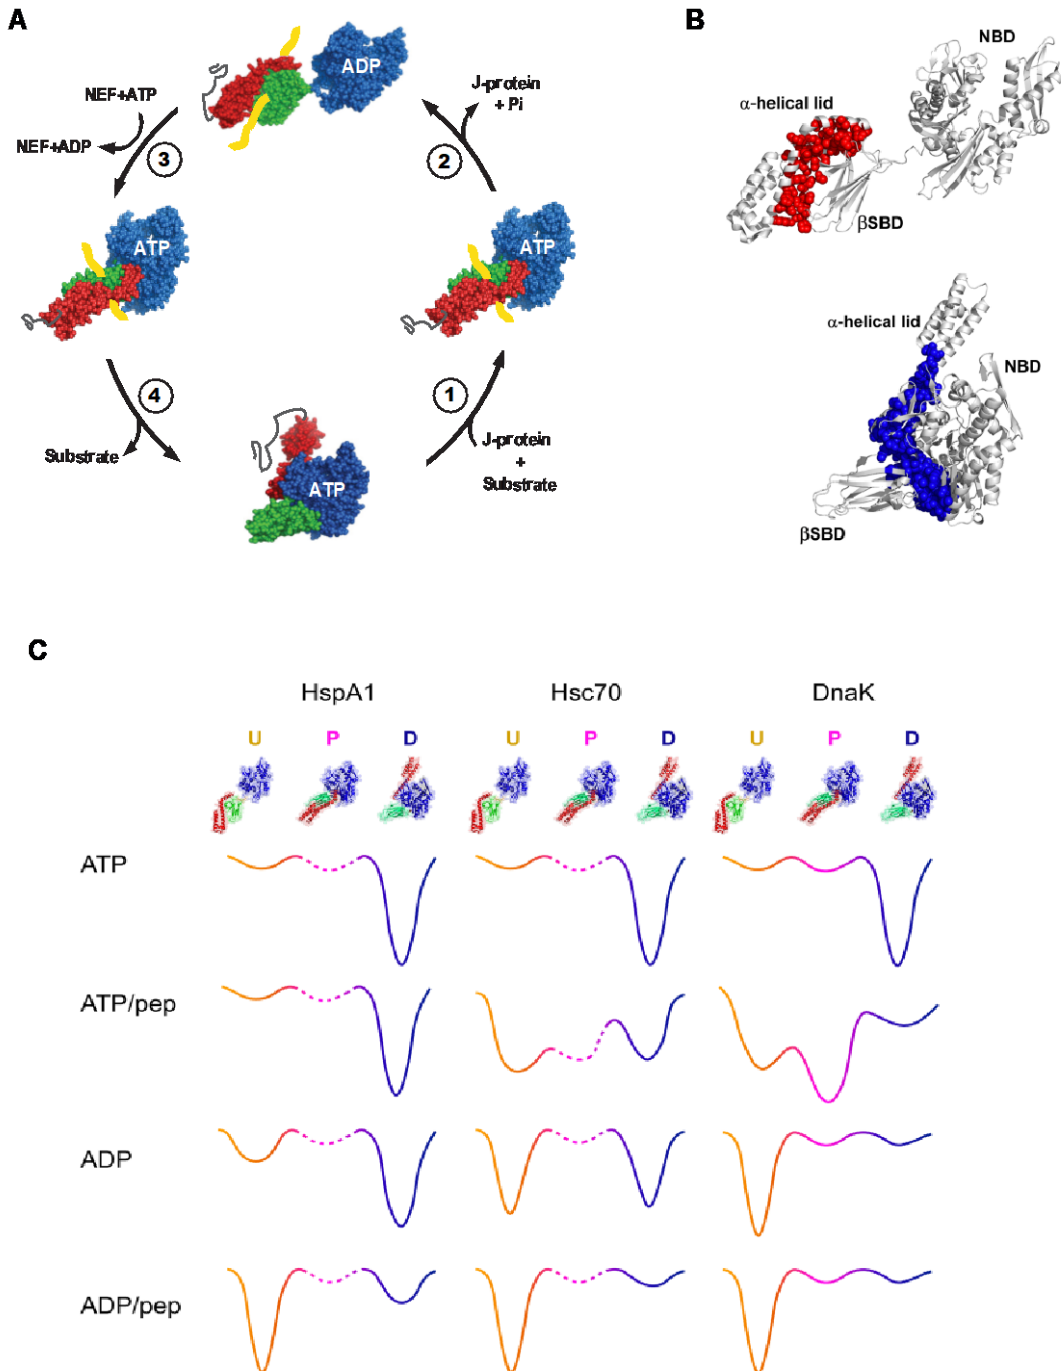 A
ADP
NEF+ATP
NEF+ADP
3
J-protein
+ Pi
2
ATP
ATP
4
Substrate
1
J-protein
+
Substrate
ATP
B
NBD
α-helical lid
βSBD
α-helical lid
NBD
βSBD
C
HspA1 Hsc70 DnaK
U P D U P D U P D
ATP
ATP/pep
ADP
ADP/pep